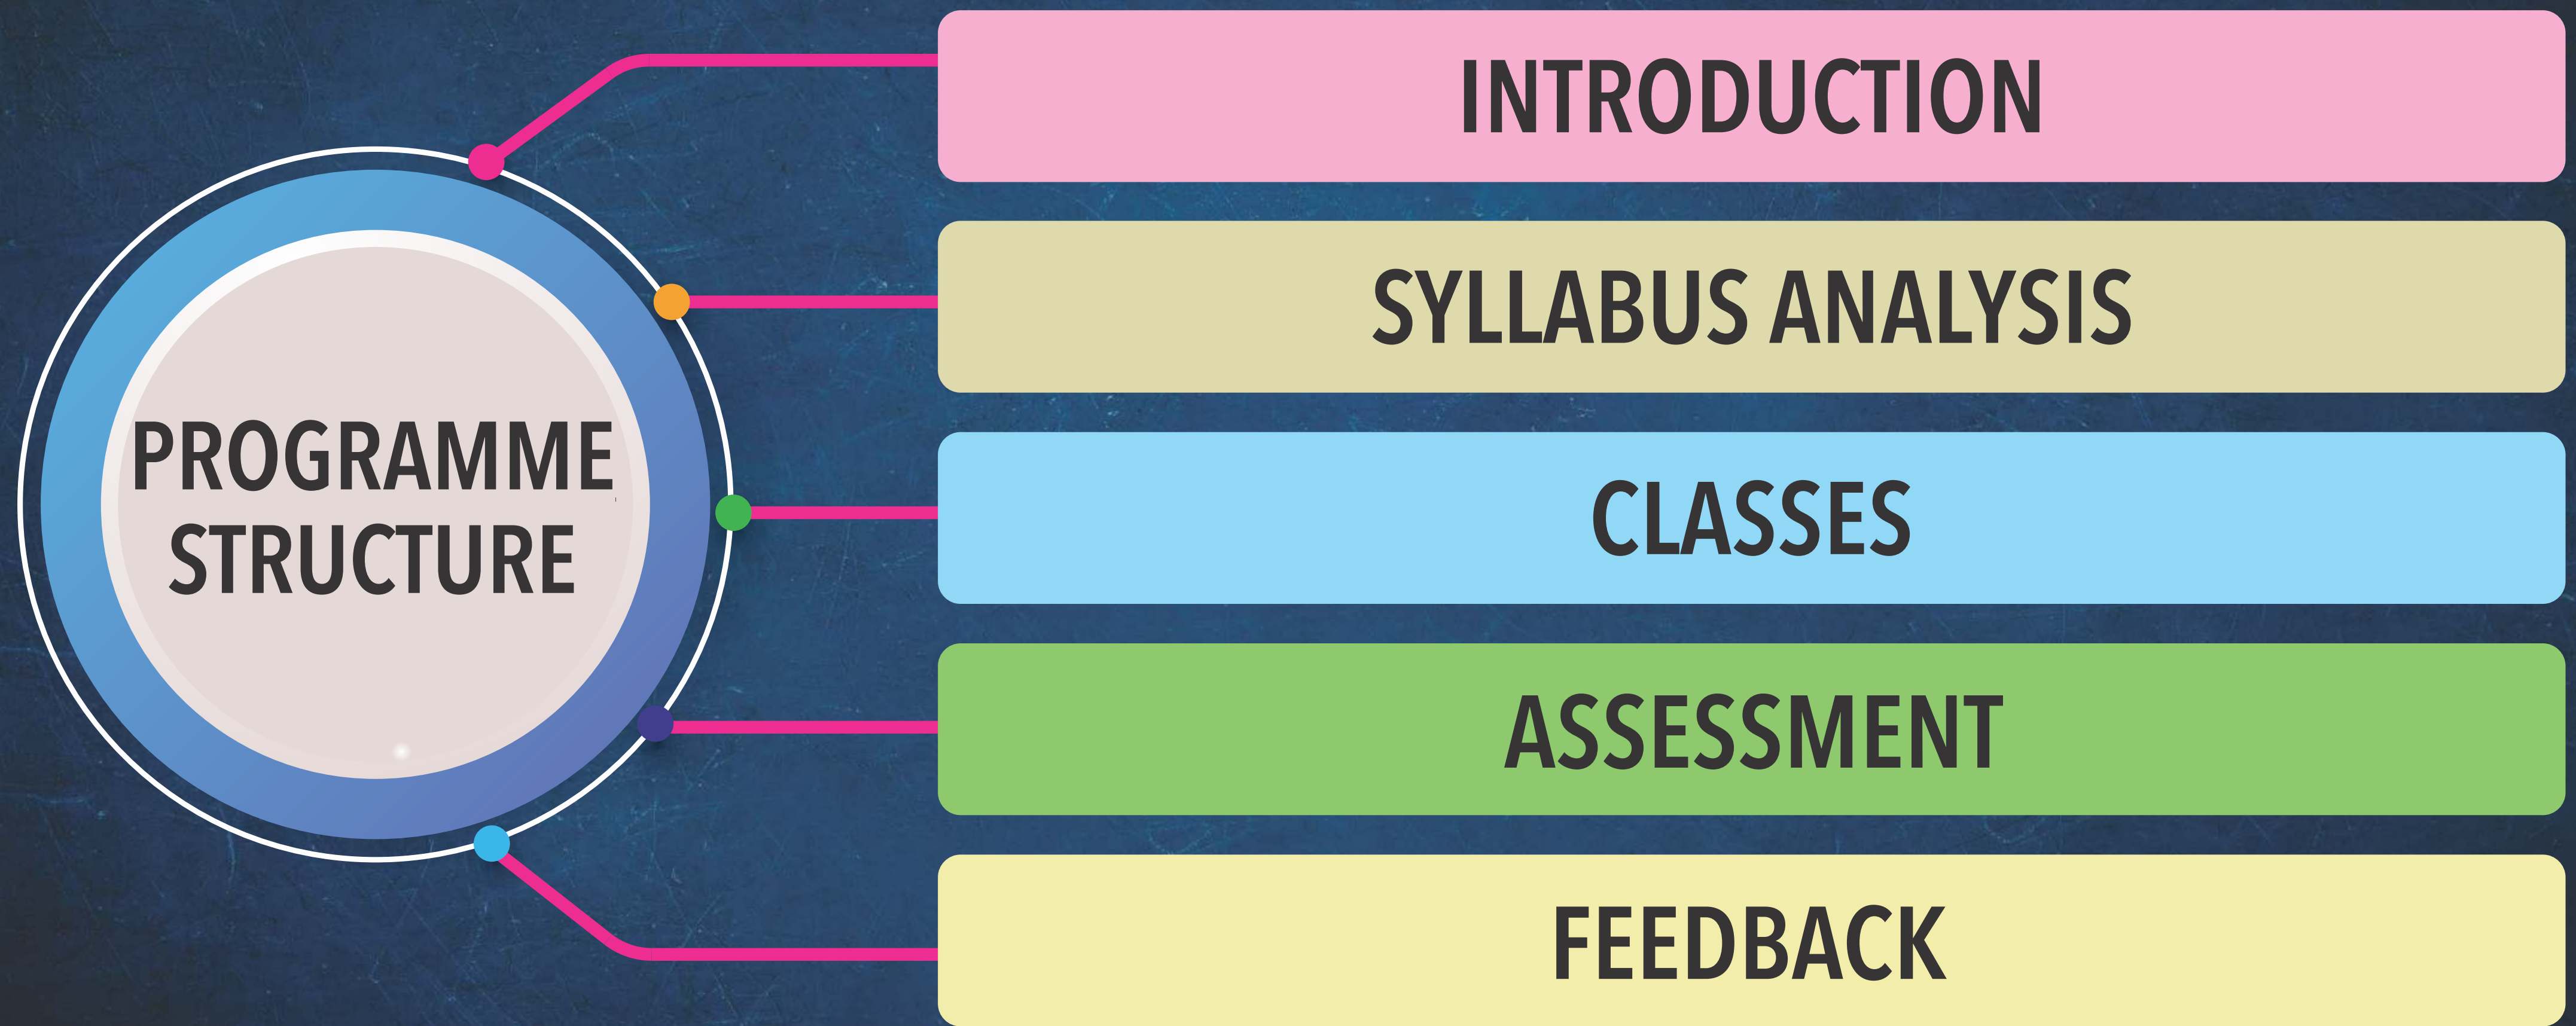 PROGRAMME
STRUCTURE
INTRODUCTION
SYLLABUS ANALYSIS
CLASSES
ASSESSMENT
FEEDBACK